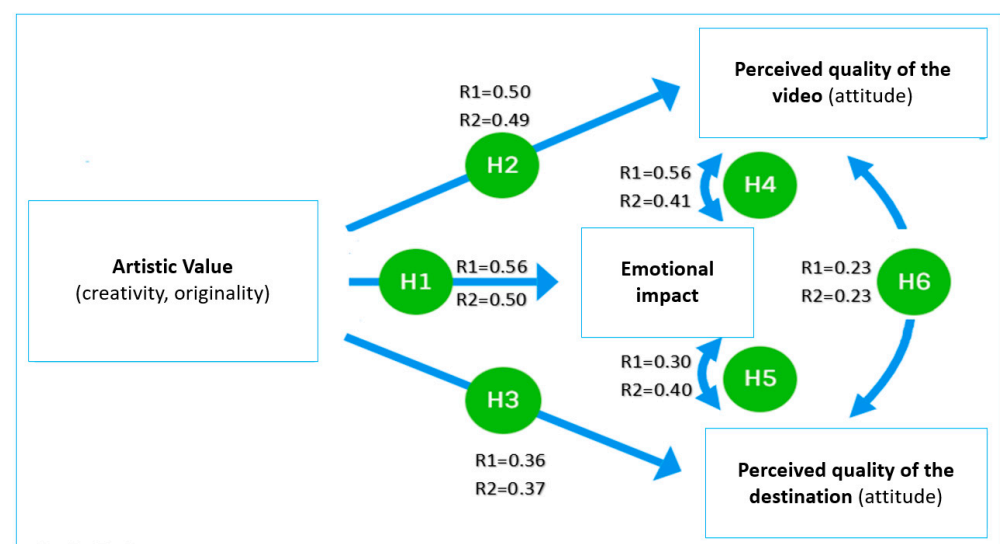 Perceived quality of the
video (attitude)
R1=0.50
R2=0.49
H2
R1=0.56
R2=0.41
H4
Artistic Value
(creativity, originality)
H1
R1=0.56
R2=0.50
Emotional
impact
R1=0.23
R2=0.23
H6
R1=0.30
R2=0.40
H5
H3
R1=0.36
R2=0.37
Perceived quality of the
destination (attitude)